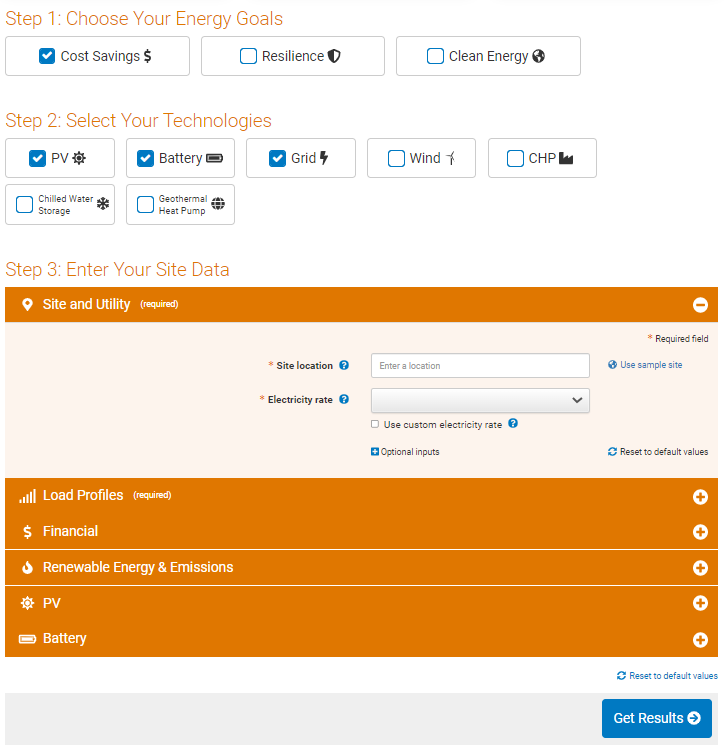 Step 1: Choose Your Energy Goals
Cost Savings $
Resilience
Clean Energy
Step 2: Select Your Technologies
PV
Battery
Grid
Wind
CHP
Chilled Water
Storage
Geothermal
Heat Pump
Step 3: Enter Your Site Data
Site and Utility (required)
* Required field
* Site location ?
Enter a location
Use sample site
* Electricity rate ?
Use custom electricity rate ?
Optional inputs
Reset to default values
Load Profiles (required)
$ Financial
Renewable Energy & Emissions
PV
Battery
Reset to default values
Get Results